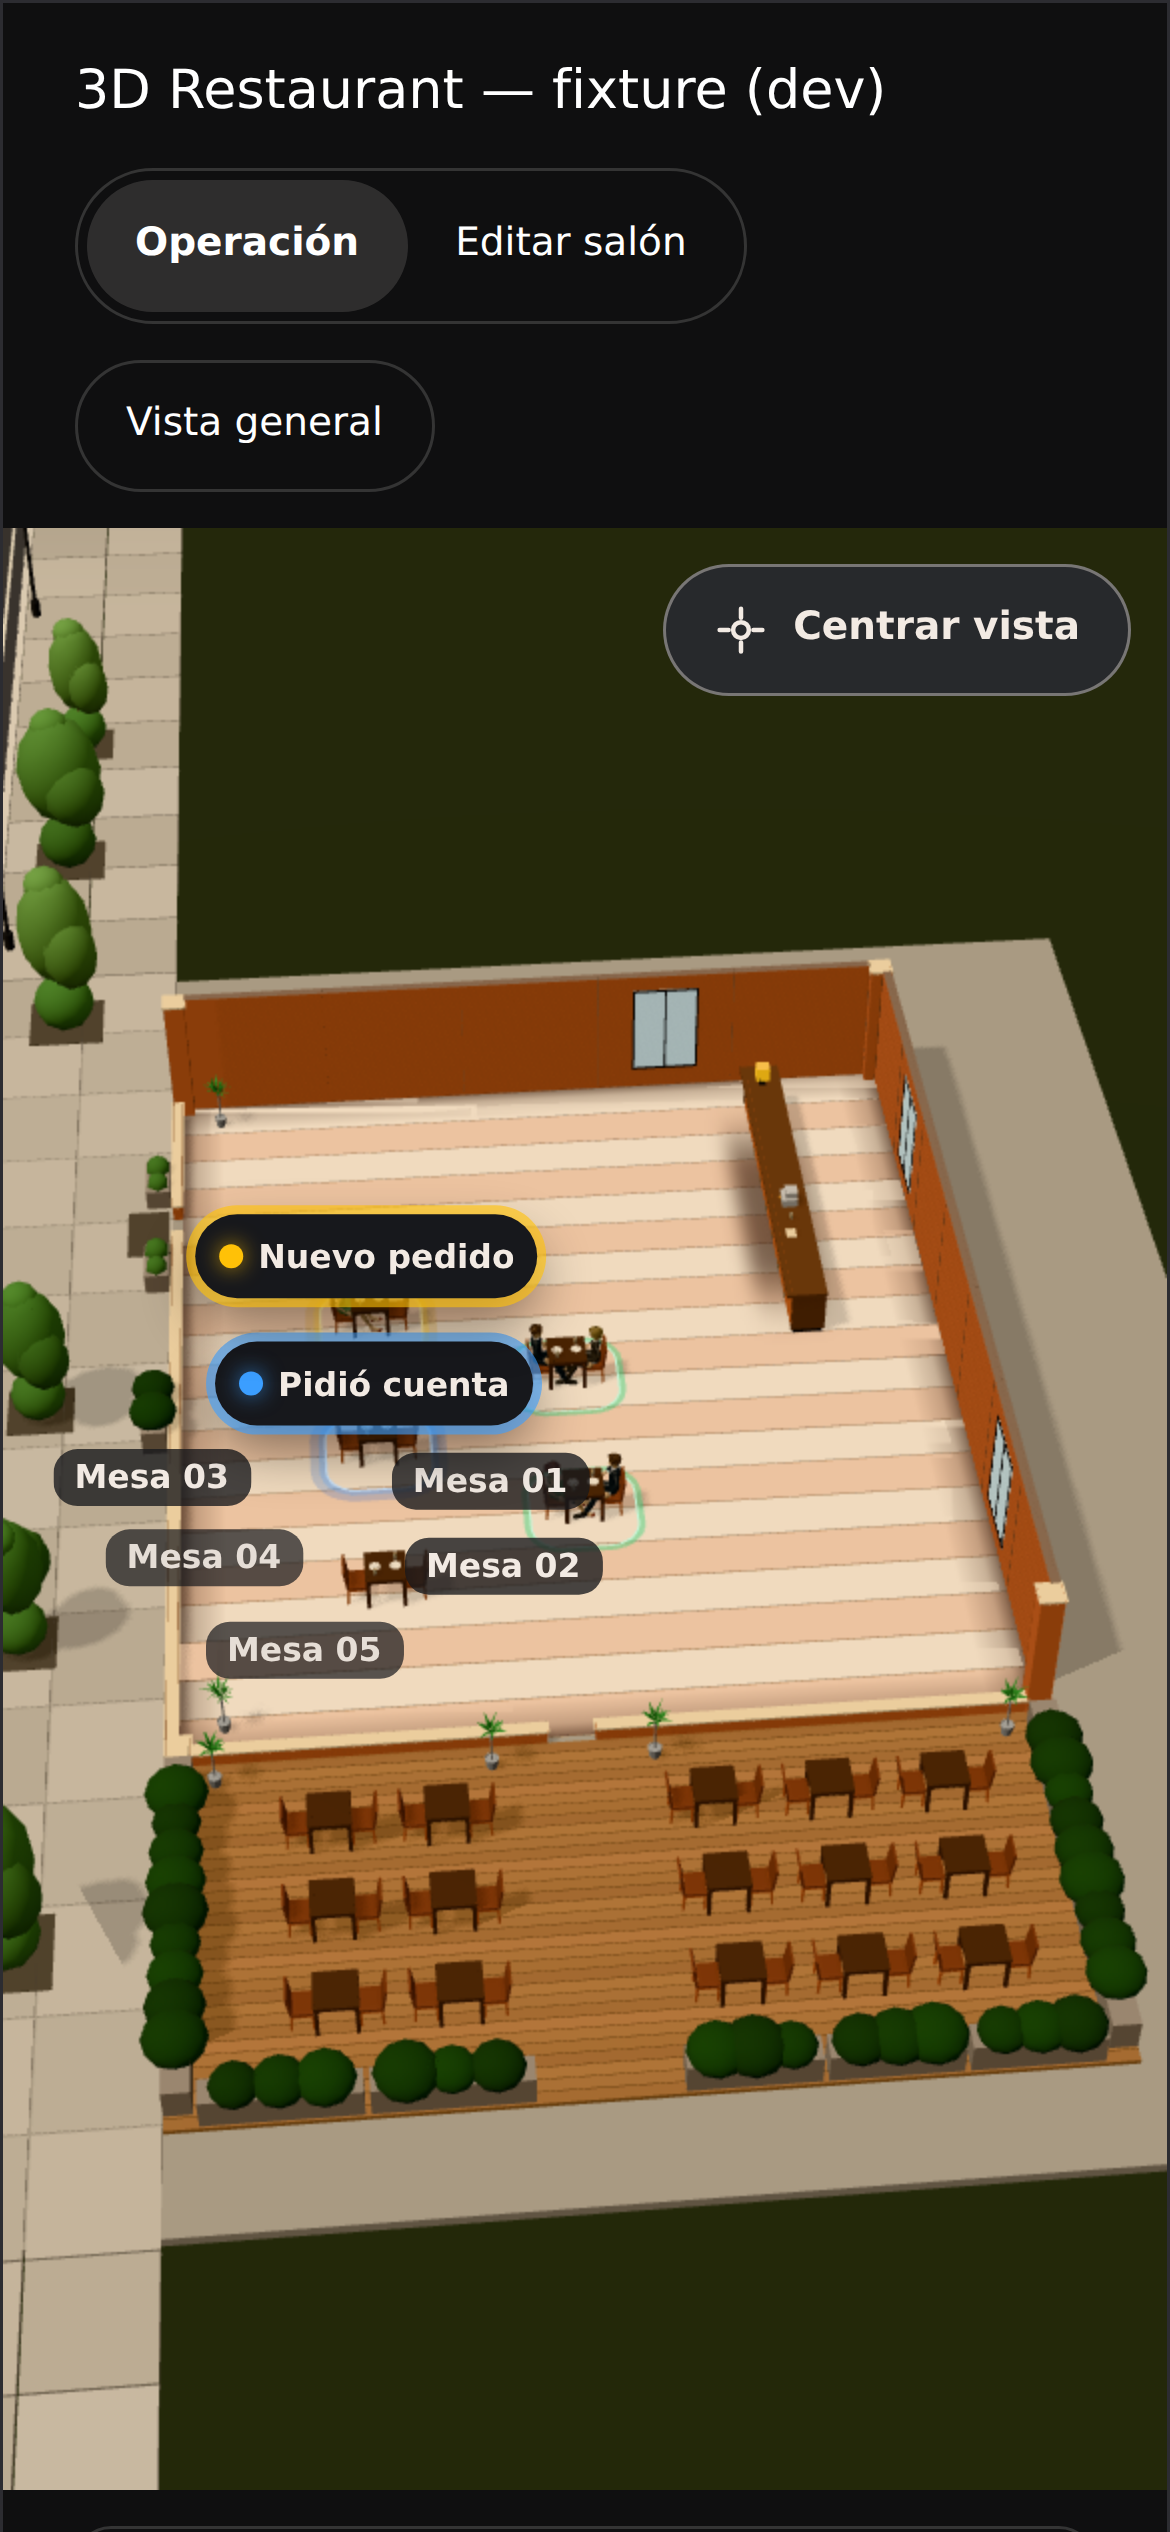 3D Restaurant — fixture (dev)
Operación
Editar salón
Vista general
Centrar vista
Nuevo pedido
Pidió cuenta
Mesa 03
Mesa 01
Mesa 04
Mesa 02
Mesa 05